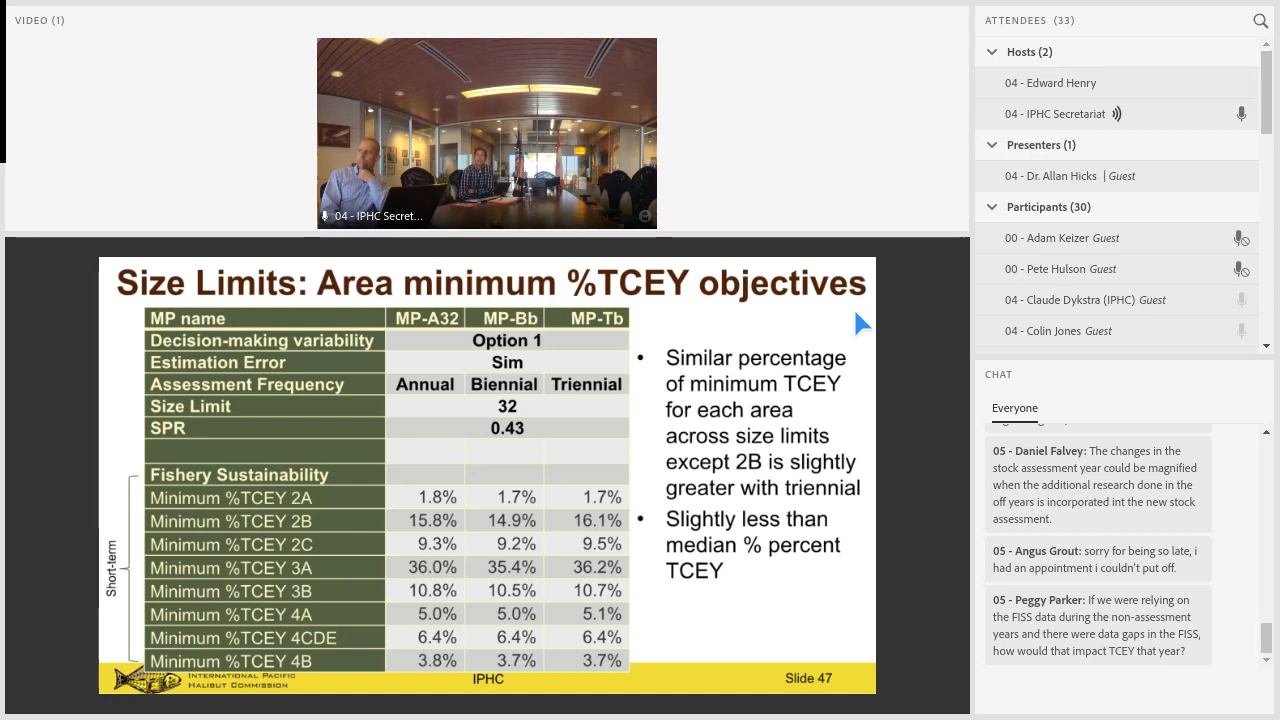 VIDEO (1)
04 - IPHC Secret...
Size Limits: Area minimum %TCEY objectives
MP name MP-A32 MP-Bb MP-Tb
Decision-making variability Option 1
Estimation Error Sim
Assessment Frequency Annual Biennial Triennial
Size Limit 32
SPR 0.43
Fishery Sustainability
Minimum %TCEY 2A 1.8% 1.7% 1.7%
Minimum %TCEY 2B 15.8% 14.9% 16.1%
Minimum %TCEY 2C 9.3% 9.2% 9.5%
Minimum %TCEY 3A 36.0% 35.4% 36.2%
Minimum %TCEY 3B 10.8% 10.5% 10.7%
Minimum %TCEY 4A 5.0% 5.0% 5.1%
Minimum %TCEY 4CDE 6.4% 6.4% 6.4%
Minimum %TCEY 4B 3.8% 3.7% 3.7%
Short-term
• Similar percentage
of minimum TCEY
for each area
across size limits
except 2B is slightly
greater with triennial
• Slightly less than
median % percent
TCEY
INTERNATIONAL PACIFIC
HALIBUT COMMISSION
IPHC
Slide 47
ATTENDEES (33)
Hosts (2)
04 - Edward Henry
04 - IPHC Secretariat
Presenters (1)
04 - Dr. Allan Hicks | Guest
Participants (30)
00 - Adam Keizer Guest
00 - Pete Hulson Guest
04 - Claude Dykstra (IPHC) Guest
04 - Colin Jones Guest
CHAT
Everyone
05 - Daniel Falvey: The changes in the
stock assessment year could be magnified
when the additional research done in the
off years is incorporated int the new stock
assessment.
05 - Angus Grout: sorry for being so late, i
had an appointment i couldn't put off.
05 - Peggy Parker: If we were relying on
the FISS data during the non-assessment
years and there were data gaps in the FISS,
how would that impact TCEY that year?